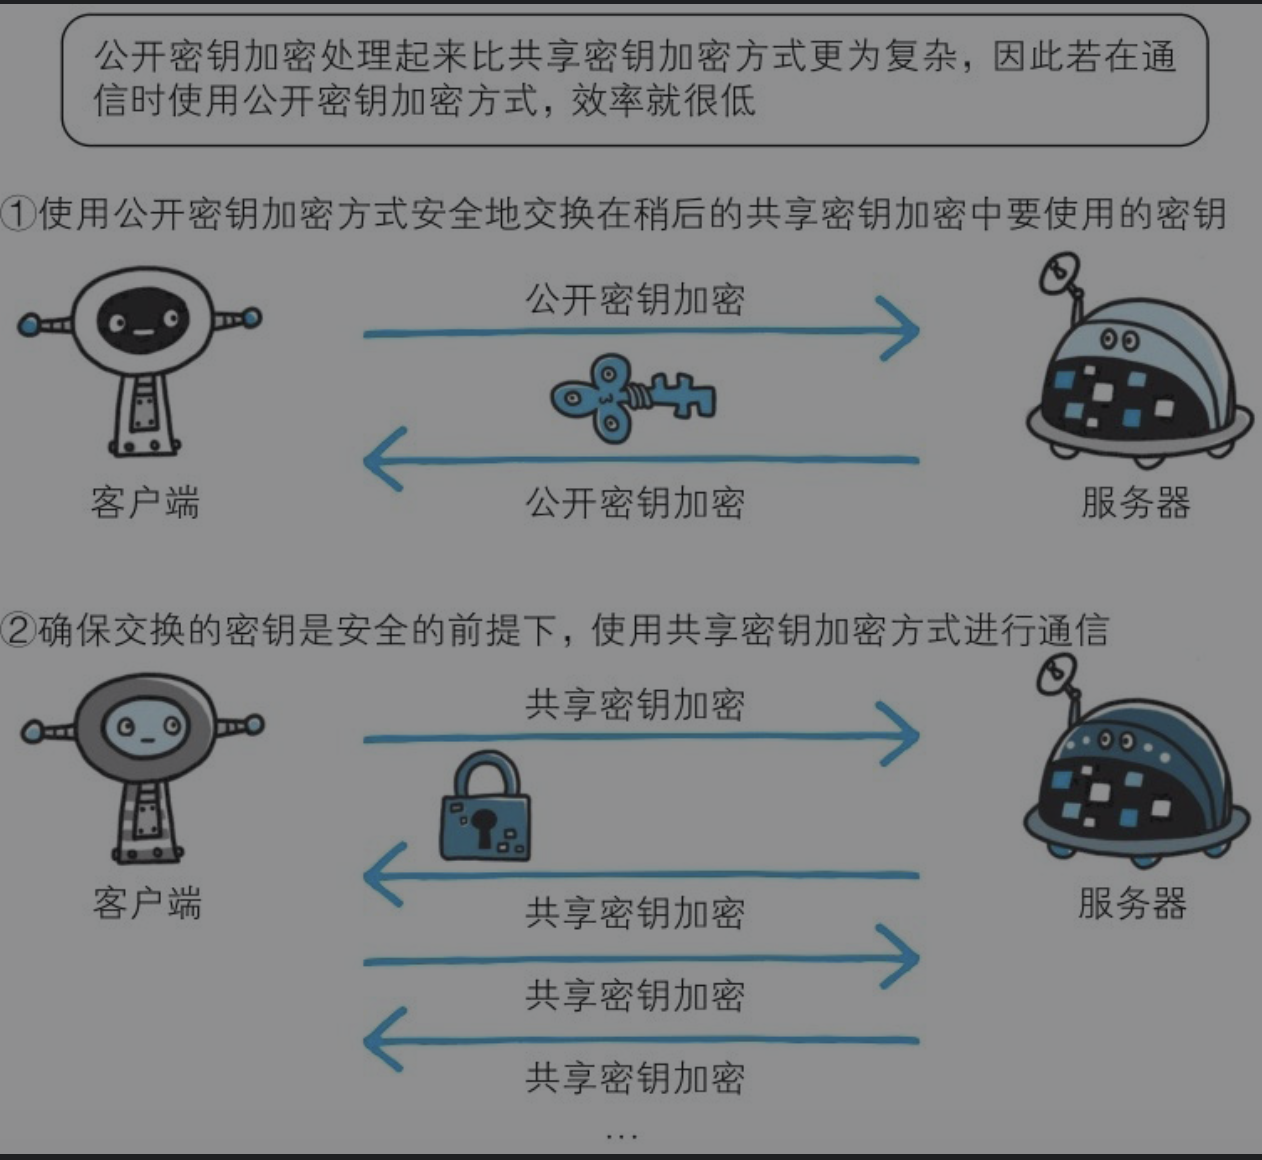 公开密钥加密处理起来比共享密钥加密方式更为复杂，因此若在通
信时使用公开密钥加密方式，效率就很低
①使用公开密钥加密方式安全地交换在稍后的共享密钥加密中要使用的密钥
公开密钥加密
公开密钥加密
客户端
服务器
②确保交换的密钥是安全的前提下，使用共享密钥加密方式进行通信
共享密钥加密
客户端
服务器
共享密钥加密
共享密钥加密
共享密钥加密
...